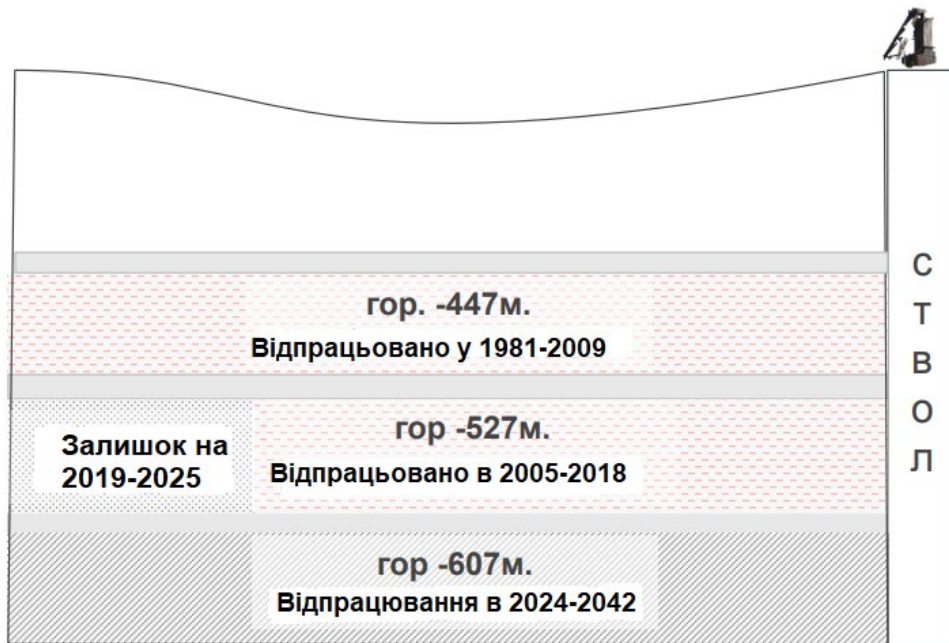 гор. -447м.
Відпрацьовано у 1981-2009
гор -527м.
Залишок на
2019-2025
Відпрацьовано в 2005-2018
гор -607м.
Відпрацювання в 2024-2042
С
Т
В
О
Л